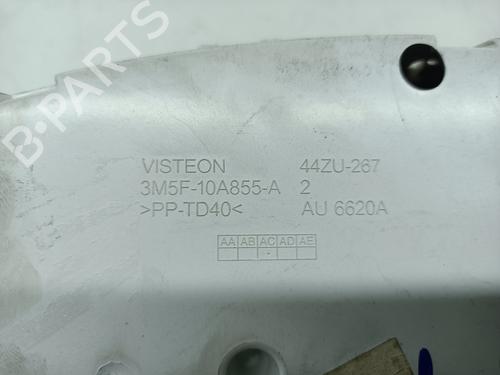 B-PARTS
VISTEON 44ZU-267
3M5F-10A855-A 2
>PP-TD40< AU 6620A
AA AB AC AD AE